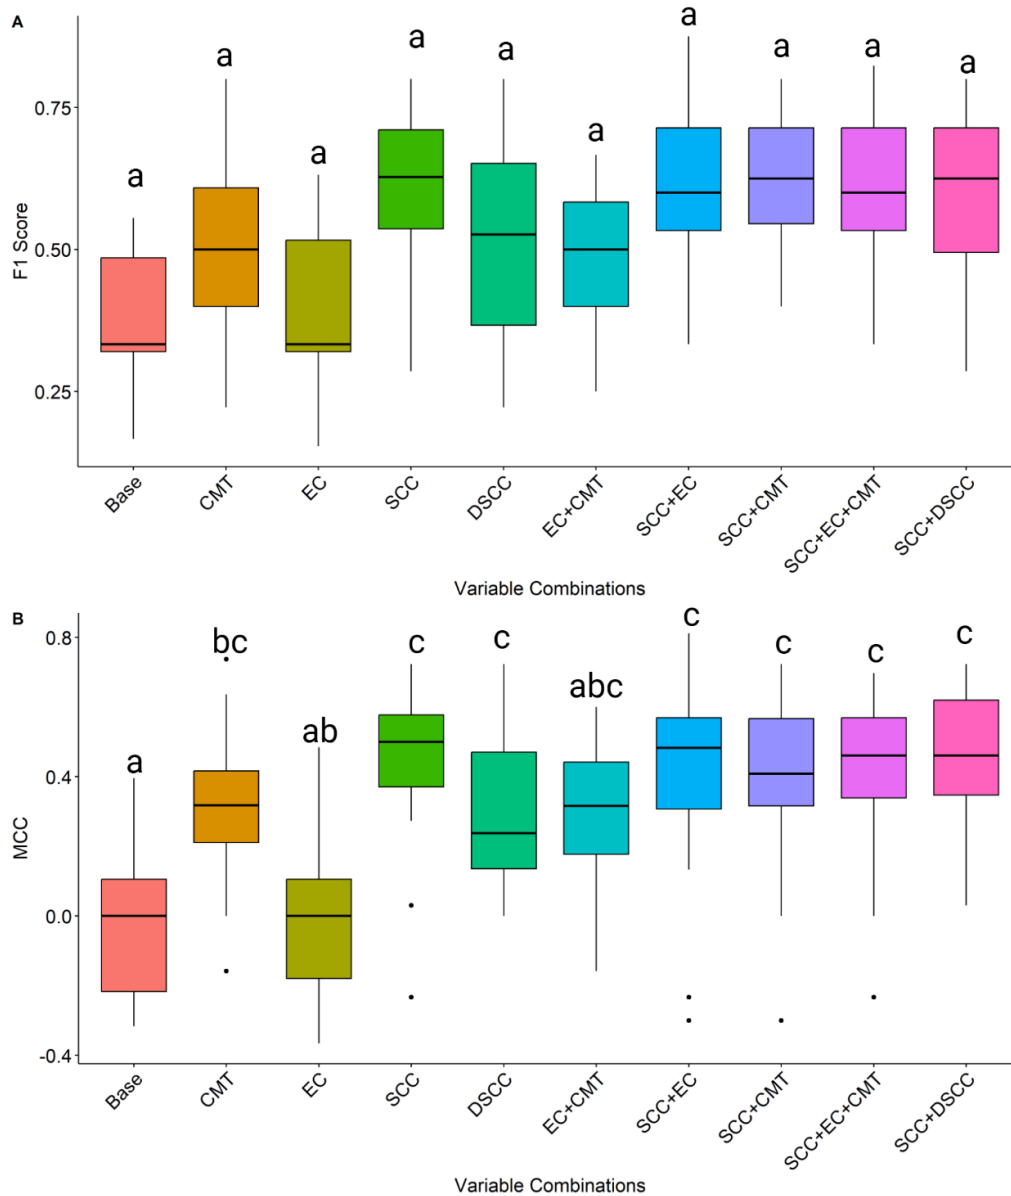 A
a a a a a a a a a a
F1 Score
0.75
0.50
0.25
Base CMT EC SCC DSCC EC+CMT SCC+EC SCC+CMT SCC+EC+CMT SCC+DSCC
Variable Combinations
B
a bc ab c c abc c c c c
MCC
0.8
0.4
0.0
-0.4
Base CMT EC SCC DSCC EC+CMT SCC+EC SCC+CMT SCC+EC+CMT SCC+DSCC
Variable Combinations